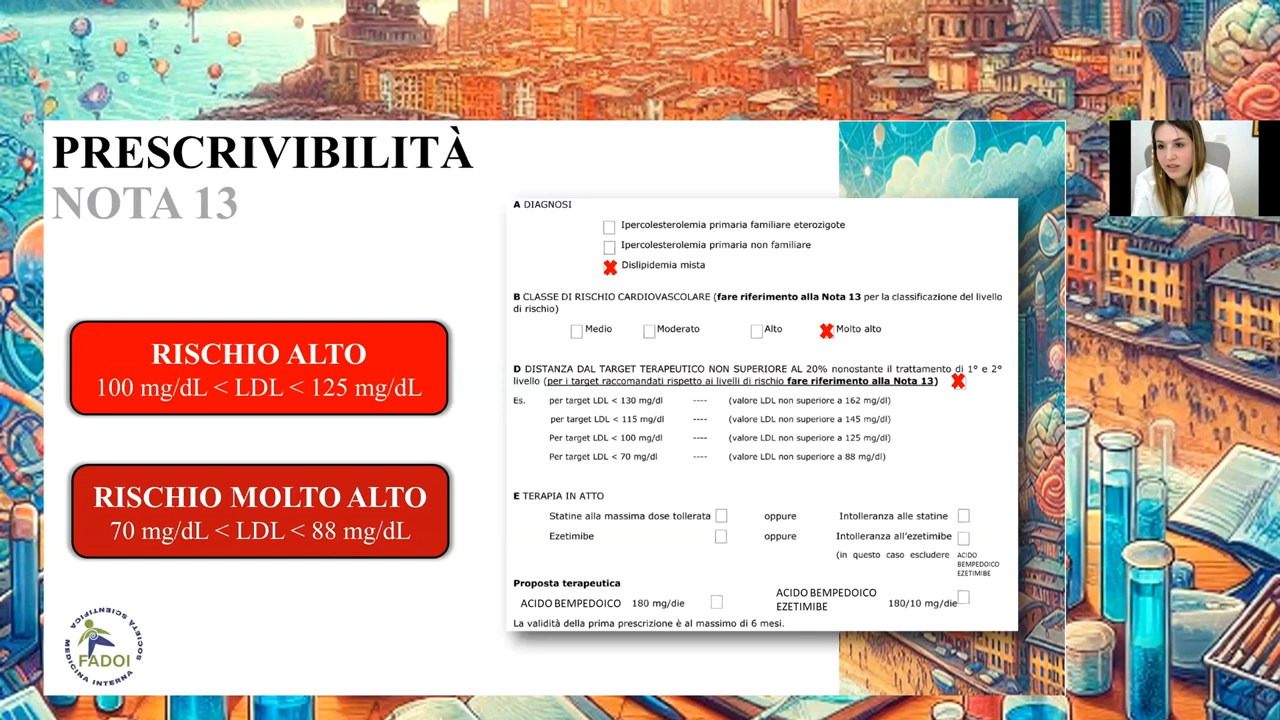 PRESCRIVIBILITÀ
NOTA 13
RISCHIO ALTO
100 mg/dL < LDL < 125 mg/dL
RISCHIO MOLTO ALTO
70 mg/dL < LDL < 88 mg/dL
FADOI
SOCIETÀ SCIENTIFICA
MEDICINA INTERNA
A DIAGNOSI
Ipercolesterolemia primaria familiare eterozigote
Ipercolesterolemia primaria non familiare
Dislipidemia mista
B CLASSE DI RISCHIO CARDIOVASCOLARE (fare riferimento alla Nota 13 per la classificazione del livello
di rischio)
Medio Moderato Alto Molto alto
D DISTANZA DAL TARGET TERAPEUTICO NON SUPERIORE AL 20% nonostante il trattamento di 1° e 2°
livello (per i target raccomandati rispetto ai livelli di rischio fare riferimento alla Nota 13)
Es. per target LDL < 130 mg/dl ---- (valore LDL non superiore a 162 mg/dl)
per target LDL < 115 mg/dl ---- (valore LDL non superiore a 145 mg/dl)
Per target LDL < 100 mg/dl ---- (valore LDL non superiore a 125 mg/dl)
Per target LDL < 70 mg/dl ---- (valore LDL non superiore a 88 mg/dl)
E TERAPIA IN ATTO
Statine alla massima dose tollerata oppure Intolleranza alle statine
Ezetimibe oppure Intolleranza all'ezetimibe
(in questo caso escludere ACIDO
BEMPEDOICO
EZETIMIBE
Proposta terapeutica
ACIDO BEMPEDOICO 180 mg/die ACIDO BEMPEDOICO
EZETIMIBE 180/10 mg/die
La validità della prima prescrizione è al massimo di 6 mesi.